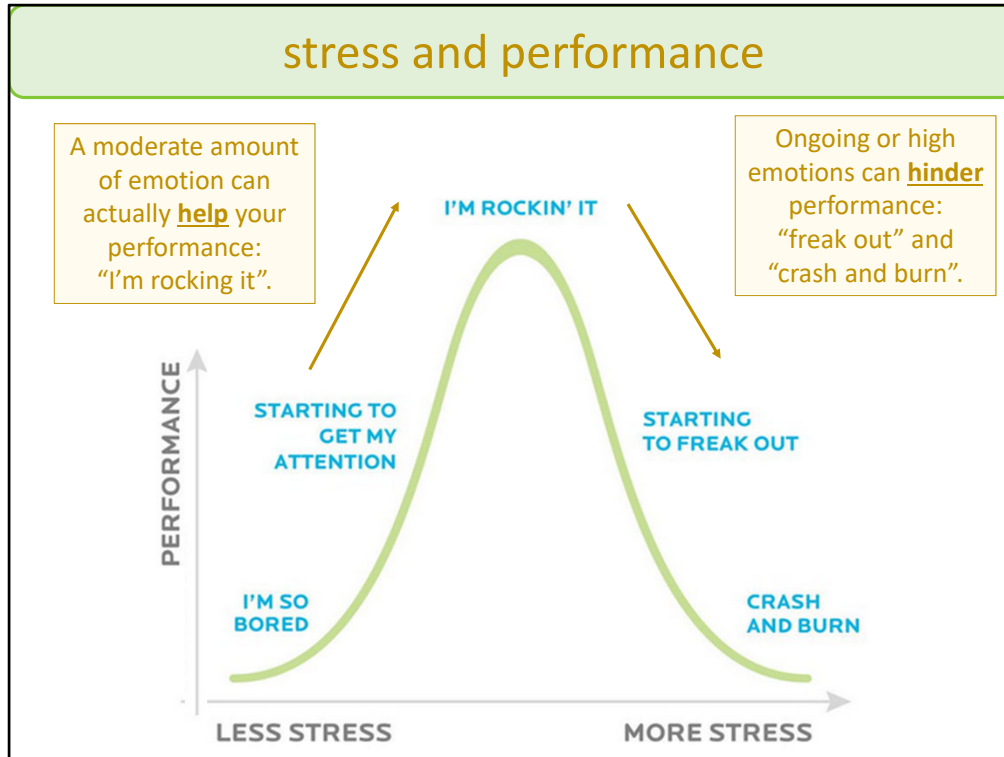 stress and performance
A moderate amount
of emotion can
actually help your
performance:
“I’m rocking it”.
Ongoing or high
emotions can hinder
performance:
“freak out” and
“crash and burn”.
I’M ROCKIN’ IT
STARTING TO
GET MY
ATTENTION
STARTING
TO FREAK OUT
I’M SO
BORED
CRASH
AND BURN
PERFORMANCE
LESS STRESS
MORE STRESS